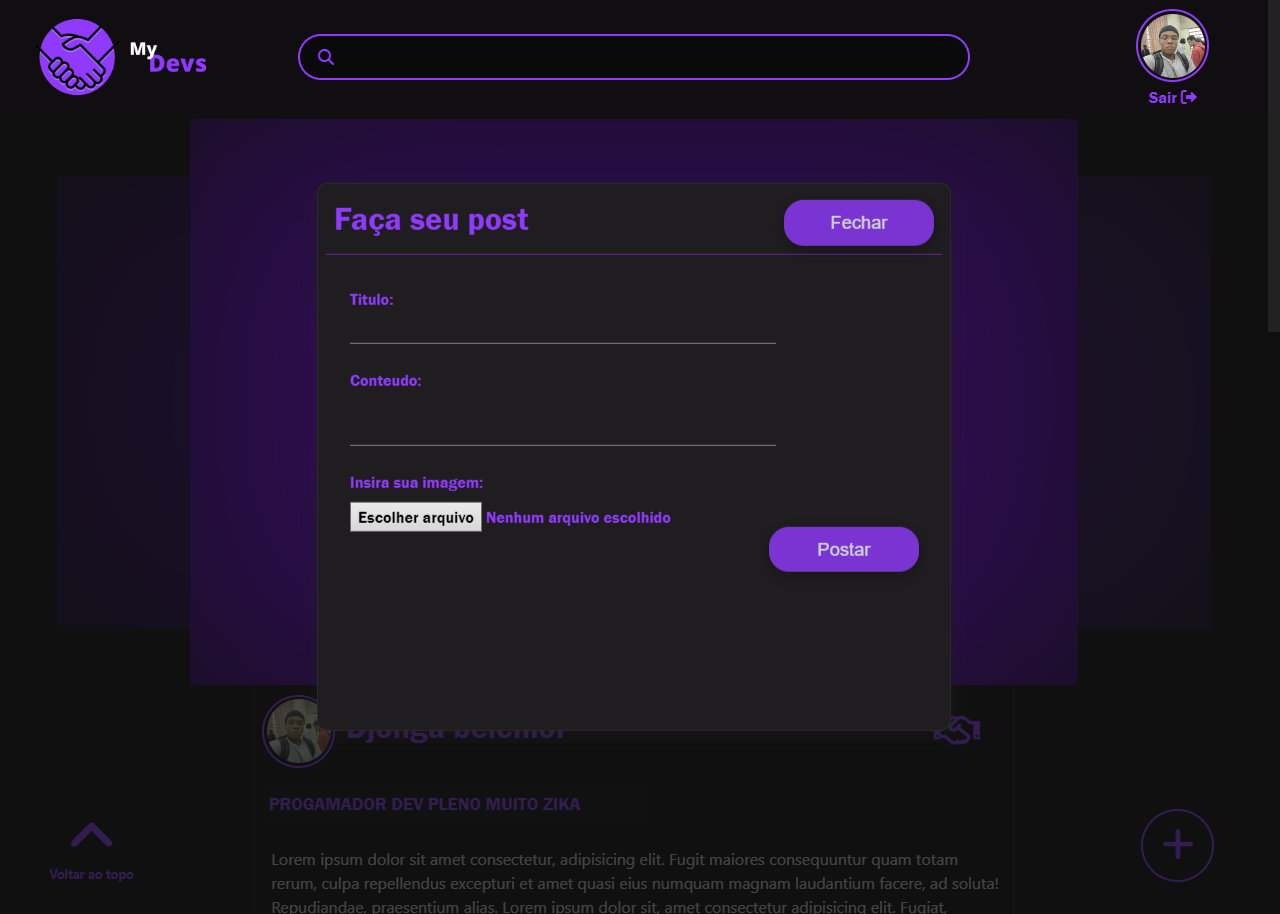 My
Devs
Sair
Faça seu post
Fechar
Titulo:
Conteudo:
Insira sua imagem:
Escolher arquivo Nenhum arquivo escolhido
Postar
Djonga belchior
PROGAMADOR DEV PLENO MUITO ZIKA
Voltar ao topo
Lorem ipsum dolor sit amet consectetur, adipisicing elit. Fugit maiores consequuntur quam totam
rerum, culpa repellendus excepturi et amet quasi eius numquam magnam laudantium facere, ad soluta!
Repudiandae, praesentium alias. Lorem ipsum dolor sit, amet consectetur adipisicing elit. Fugiat,